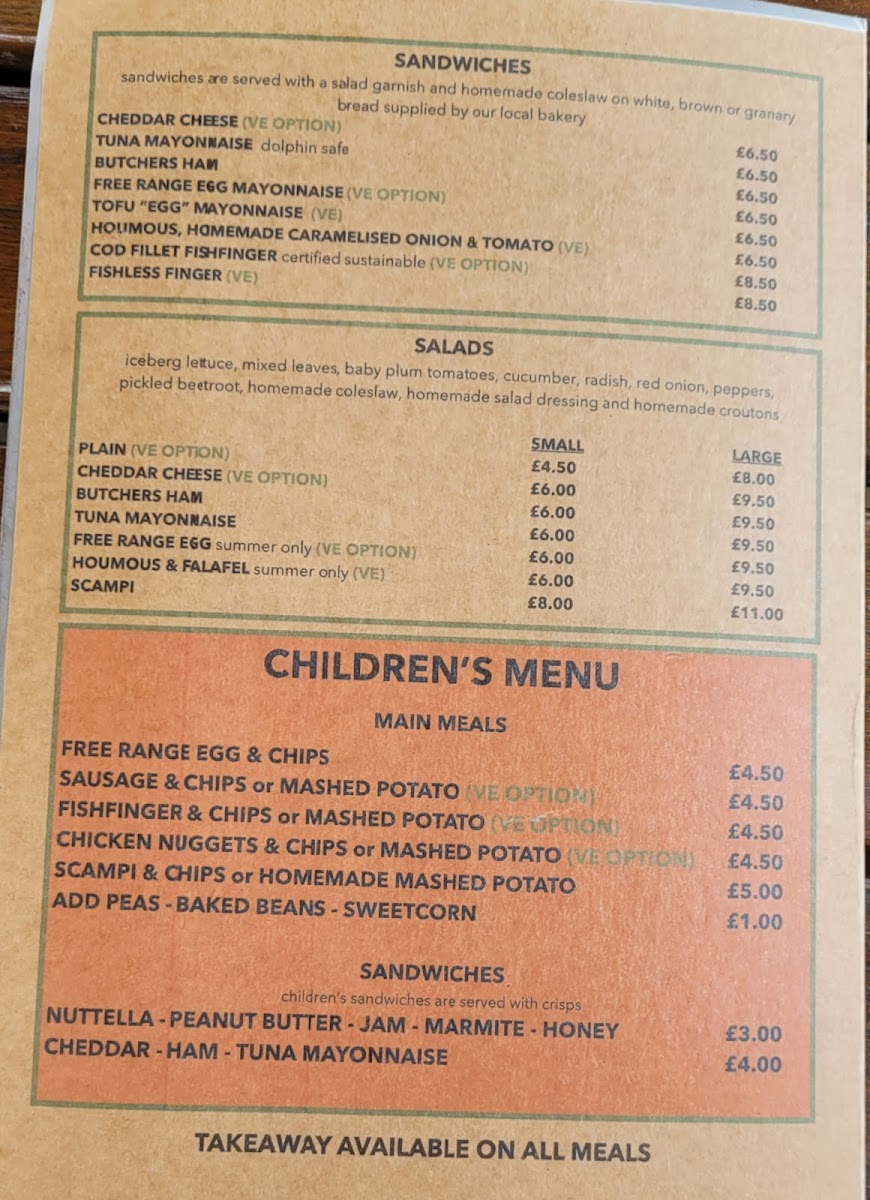 SANDWICHES
sandwiches are served with a salad garnish and homemade coleslaw on white, brown or granary
bread supplied by our local bakery
CHEDDAR CHEESE (VE OPTION) £6.50
TUNA MAYONNAISE dolphin safe £6.50
BUTCHERS HAM £6.50
FREE RANGE EGG MAYONNAISE (VE OPTION) £6.50
TOFU "EGG" MAYONNAISE (VE) £6.50
HOUMOUS, HOMEMADE CARAMELISED ONION & TOMATO (VE) £6.50
COD FILLET FISHFINGER certified sustainable (VE OPTION) £8.50
FISHLESS FINGER (VE) £8.50
SALADS
iceberg lettuce, mixed leaves, baby plum tomatoes, cucumber, radish, red onion, peppers,
pickled beetroot, homemade coleslaw, homemade salad dressing and homemade croutons
SMALL LARGE
PLAIN (VE OPTION) £4.50 £8.00
CHEDDAR CHEESE (VE OPTION) £6.00 £9.50
BUTCHERS HAM £6.00 £9.50
TUNA MAYONNAISE £6.00 £9.50
FREE RANGE EGG summer only (VE OPTION) £6.00 £9.50
HOUMOUS & FALAFEL summer only (VE) £6.00 £9.50
SCAMPI £8.00 £11.00
CHILDREN'S MENU
MAIN MEALS
FREE RANGE EGG & CHIPS £4.50
SAUSAGE & CHIPS or MASHED POTATO (VE OPTION) £4.50
FISHFINGER & CHIPS or MASHED POTATO (VE OPTION) £4.50
CHICKEN NUGGETS & CHIPS or MASHED POTATO (VE OPTION) £4.50
SCAMPI & CHIPS or HOMEMADE MASHED POTATO £5.00
ADD PEAS - BAKED BEANS - SWEETCORN £1.00
SANDWICHES
children's sandwiches are served with crisps
NUTTELLA - PEANUT BUTTER - JAM - MARMITE - HONEY £3.00
CHEDDAR - HAM - TUNA MAYONNAISE £4.00
TAKEAWAY AVAILABLE ON ALL MEALS